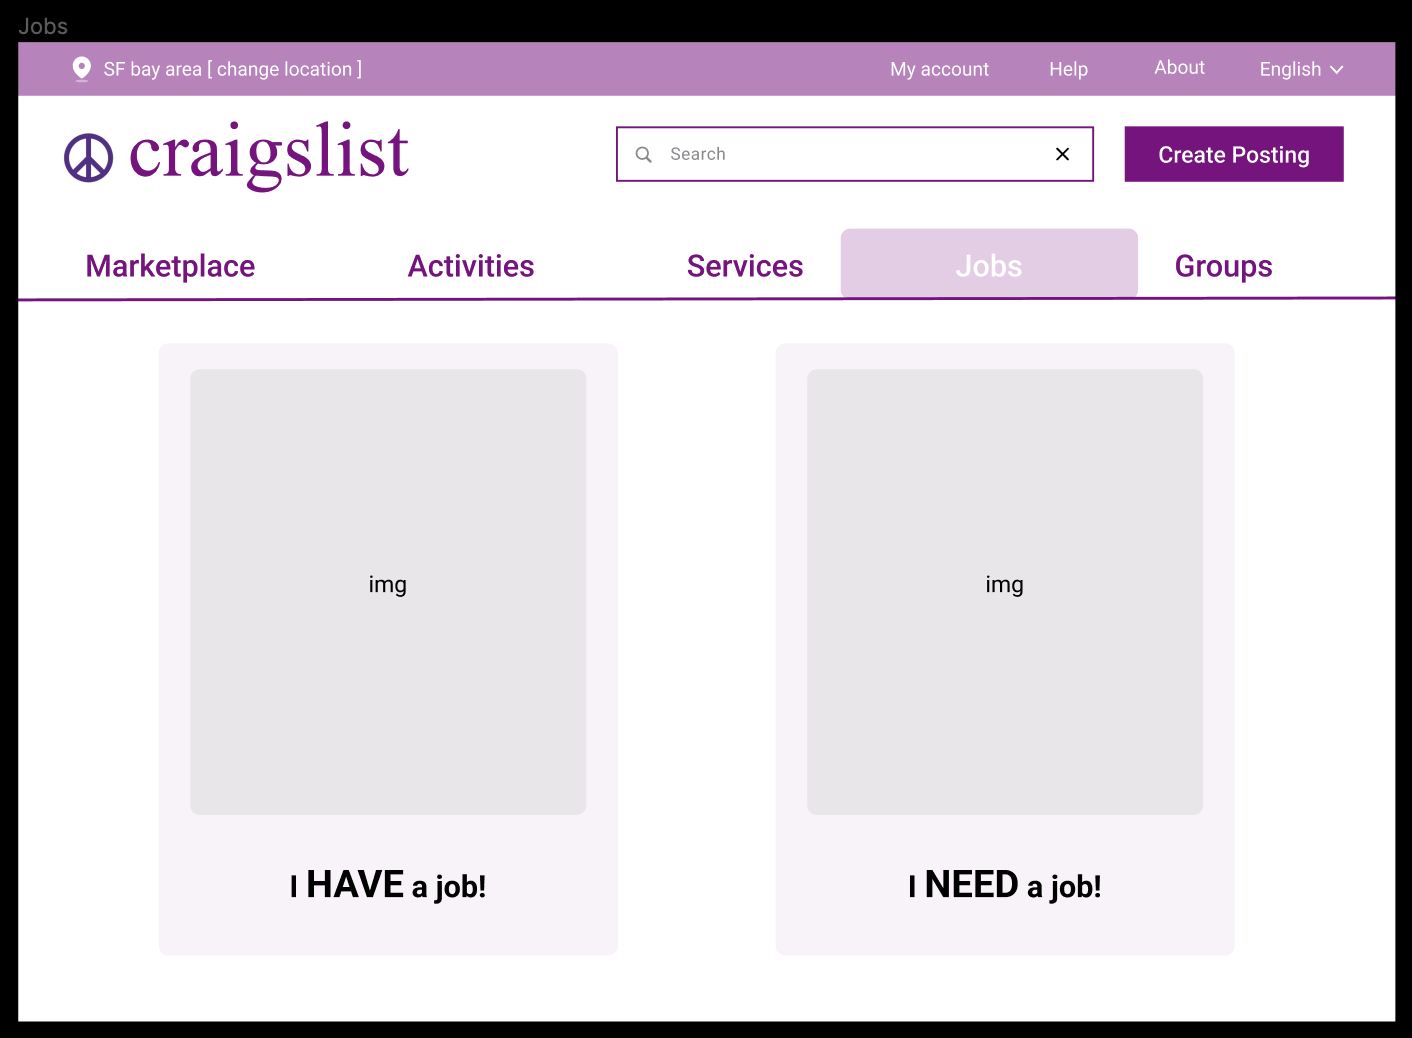 Jobs
SF bay area [ change location ]
My account
Help
About
English
craigslist
Search
Create Posting
Marketplace
Activities
Services
Jobs
Groups
img
img
I HAVE a job!
I NEED a job!